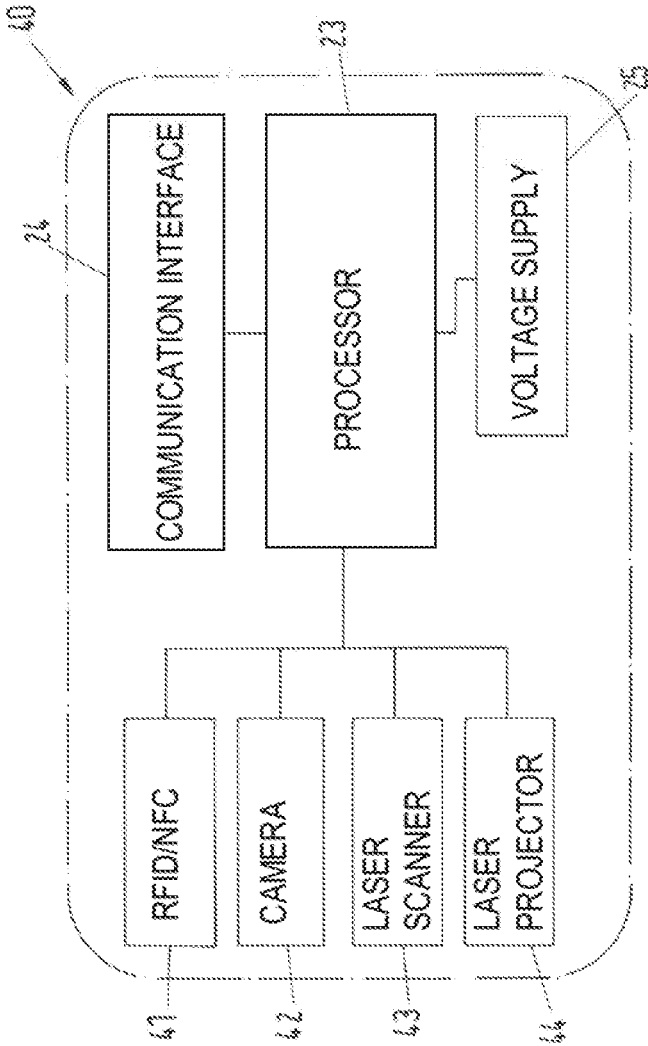 40
24
COMMUNICATION INTERFACE
23
PROCESSOR
25
VOLTAGE SUPPLY
41
RFID/NFC
42
CAMERA
43
LASER
SCANNER
44
LASER
PROJECTOR